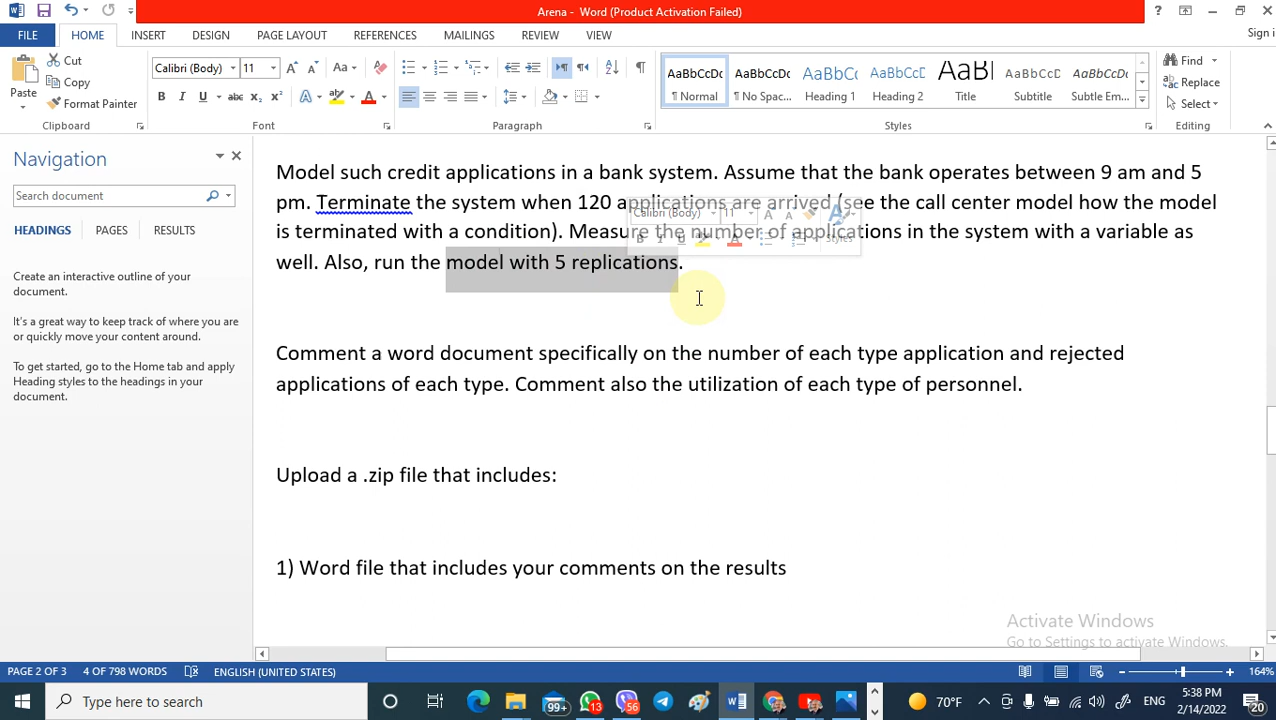 Arena - Word (Product Activation Failed)
FILE HOME INSERT DESIGN PAGE LAYOUT REFERENCES MAILINGS REVIEW VIEW Sign i
Paste Cut Copy Format Painter Clipboard
Calibri (Body) 11 Font
Paragraph
AaBbCcDc AaBbCcDc AaBbCc AaBbCc AaBl AaBbCcD AaBbCcDc
¶ Normal ¶ No Spac... Heading 1 Heading 2 Title Subtitle Subtle Em...
Styles
Find Replace Select Editing
Navigation
Search document
HEADINGS PAGES RESULTS
Create an interactive outline of your
document.
It's a great way to keep track of where you are
or quickly move your content around.
To get started, go to the Home tab and apply
Heading styles to the headings in your
document.
Model such credit applications in a bank system. Assume that the bank operates between 9 am and 5
pm. Terminate the system when 120 applications are arrived (see the call center model how the model
is terminated with a condition). Measure the number of applications in the system with a variable as
well. Also, run the model with 5 replications.
Calibri (Body) 11
Styles
Comment a word document specifically on the number of each type application and rejected
applications of each type. Comment also the utilization of each type of personnel.
Upload a .zip file that includes:
1) Word file that includes your comments on the results
Activate Windows
Go to Settings to activate Windows.
PAGE 2 OF 3 4 OF 798 WORDS ENGLISH (UNITED STATES) 164%
Type here to search 99+ 13 56 70°F ENG 5:38 PM
2/14/2022 20